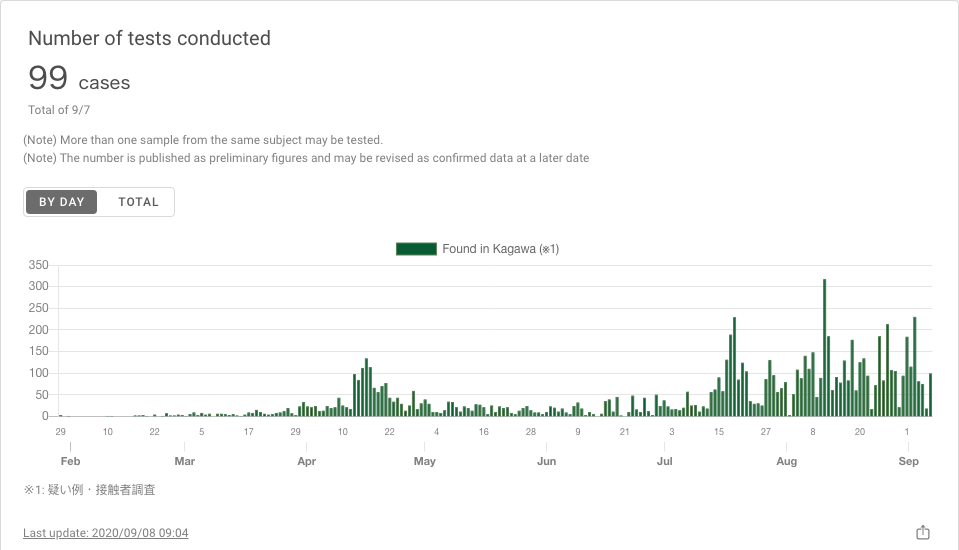 Number of tests conducted
99 cases
Total of 9/7
(Note) More than one sample from the same subject may be tested.
(Note) The number is published as preliminary figures and may be revised as confirmed data at a later date
BY DAY TOTAL
Found in Kagawa (※1)
350
300
250
200
150
100
50
0
29 10 22 5 17 29 10 22 4 16 28 9 21 3 15 27 8 20 1
Feb Mar Apr May Jun Jul Aug Sep
※1: 疑い例・接触者調査
Last update: 2020/09/08 09:04